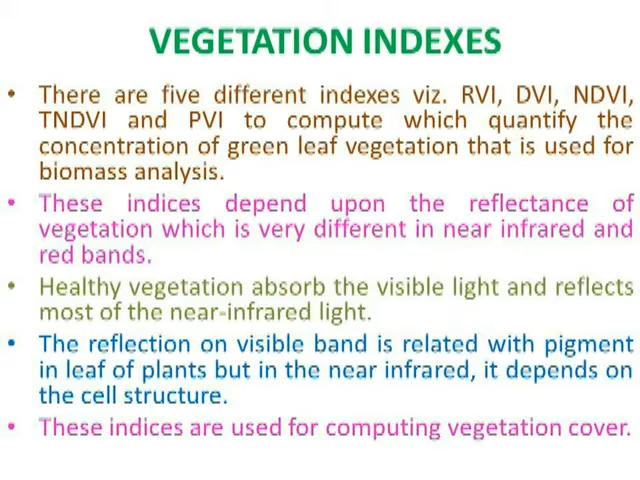 VEGETATION INDEXES
• There are five different indexes viz. RVI, DVI, NDVI,
TNDVI and PVI to compute which quantify the
concentration of green leaf vegetation that is used for
biomass analysis.
• These indices depend upon the reflectance of
vegetation which is very different in near infrared and
red bands.
• Healthy vegetation absorb the visible light and reflects
most of the near-infrared light.
• The reflection on visible band is related with pigment
in leaf of plants but in the near infrared, it depends on
the cell structure.
• These indices are used for computing vegetation cover.